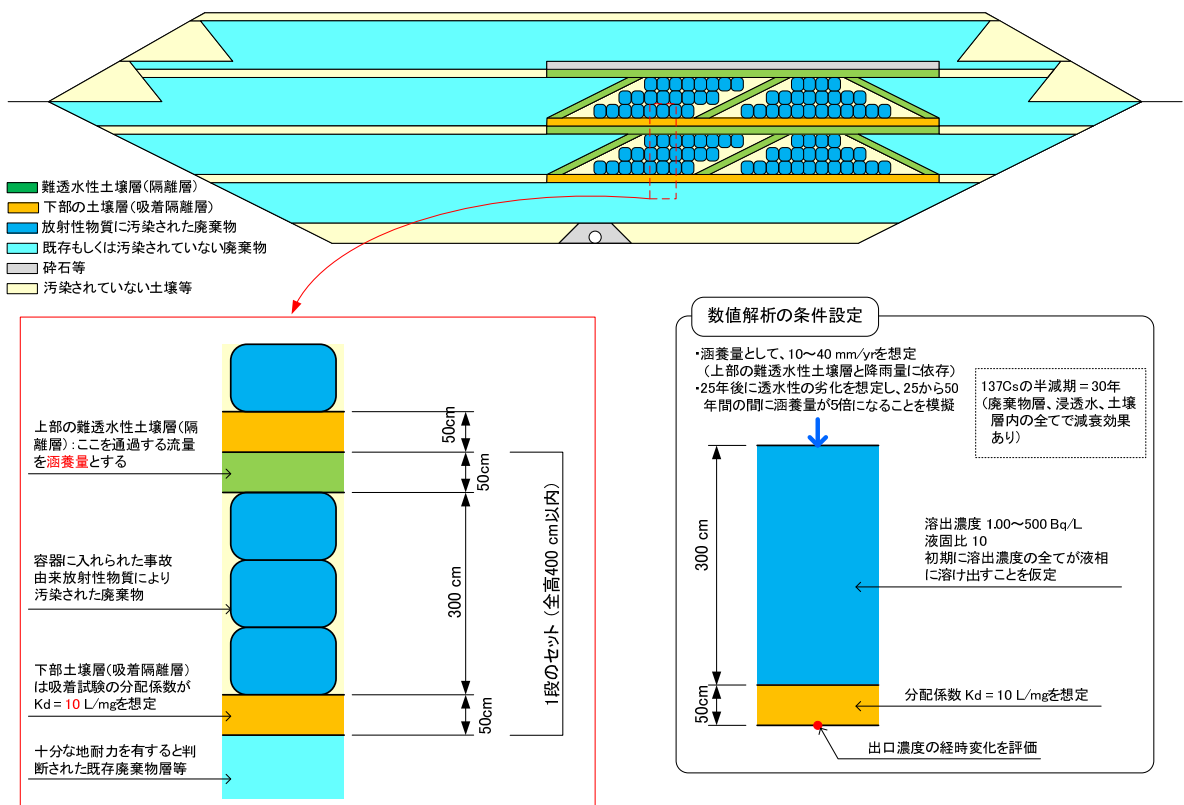 難透水性土壌層(隔離層)
下部の土壌層(吸着隔離層)
放射性物質に汚染された廃棄物
既存もしくは汚染されていない廃棄物
砕石等
汚染されていない土壌等
上部の難透水性土壌層(隔
離層):ここを通過する流量
を涵養量とする
容器に入れられた事故
由来放射性物質により
汚染された廃棄物
下部土壌層(吸着隔離層)
は吸着試験の分配係数が
Kd = 10 L/mgを想定
十分な地耐力を有すると判
断された既存廃棄物層等
50cm
50cm
300 cm
50cm
1段のセット (全高400 cm以内)
数値解析の条件設定
・涵養量として、10~40 mm/yrを想定
(上部の難透水性土壌層と降雨量に依存)
・25年後に透水性の劣化を想定し、25から50
年間の間に涵養量が5倍になることを模擬
137Csの半減期=30年
(廃棄物層、浸透水、土壌
層内の全てで減衰効果
あり)
300 cm
50cm
溶出濃度 1.00~500 Bq/L
液固比 10
初期に溶出濃度の全てが液相
に溶け出すことを仮定
分配係数 Kd = 10 L/mgを想定
出口濃度の経時変化を評価